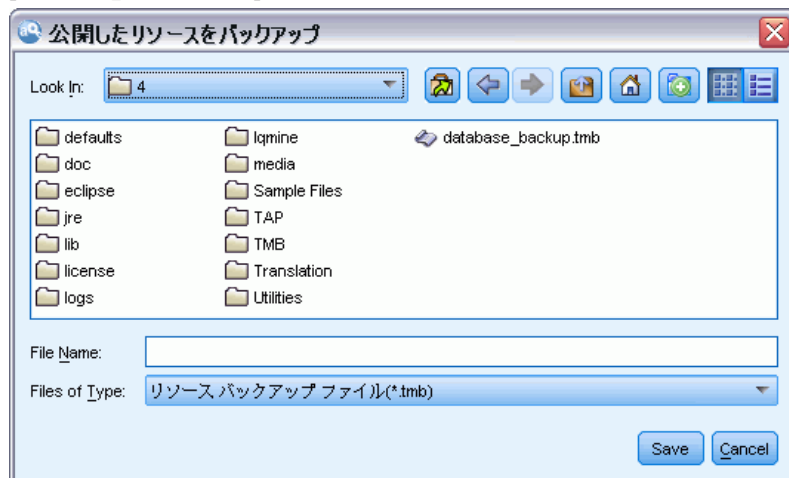 公開したリソースをバックアップ
Look In: 4
defaults lqmine database_backup.tmb
doc media
eclipse Sample Files
jre TAP
lib TMB
license Translation
logs Utilities
File Name:
Files of Type: リソース バックアップ ファイル(*.tmb)
Save Cancel